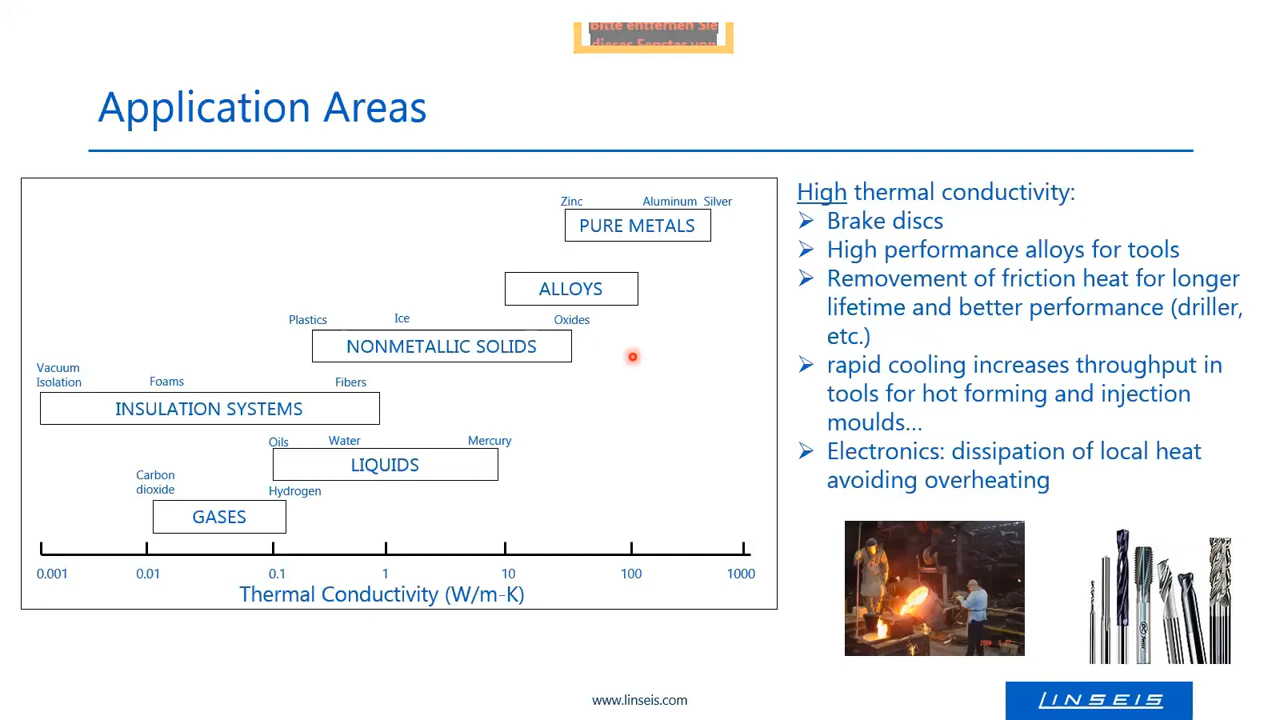 Bitte entfernen Sie
dieses Fenster von
Application Areas
Zinc Aluminum Silver
PURE METALS
ALLOYS
Plastics Ice Oxides
NONMETALLIC SOLIDS
Vacuum
Isolation Foams Fibers
INSULATION SYSTEMS
Oils Water Mercury
LIQUIDS
Carbon
dioxide Hydrogen
GASES
0.001 0.01 0.1 1 10 100 1000
Thermal Conductivity (W/m-K)
High thermal conductivity:
Brake discs
High performance alloys for tools
Removement of friction heat for longer
lifetime and better performance (driller,
etc.)
rapid cooling increases throughput in
tools for hot forming and injection
moulds...
Electronics: dissipation of local heat
avoiding overheating
www.linseis.com
LINSEIS